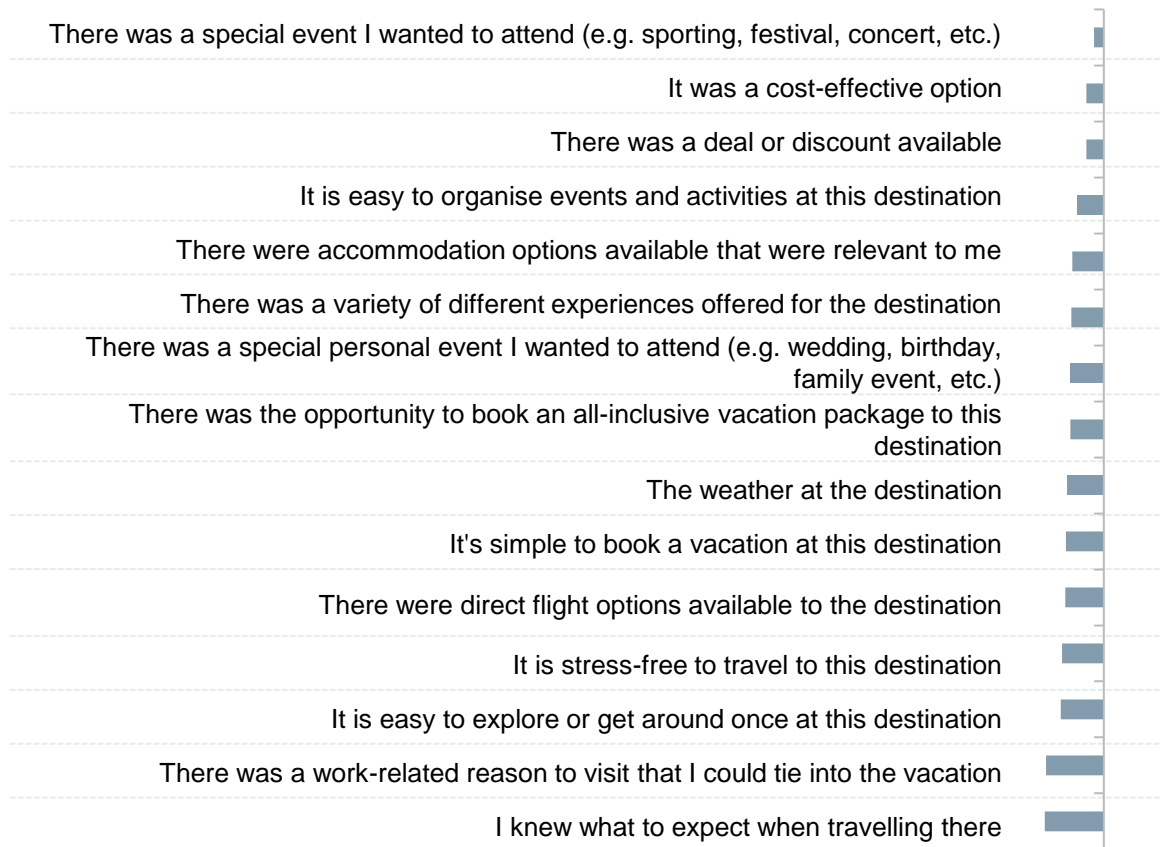 There was a special event I wanted to attend (e.g. sporting, festival, concert, etc.)
It was a cost-effective option
There was a deal or discount available
It is easy to organise events and activities at this destination
There were accommodation options available that were relevant to me
There was a variety of different experiences offered for the destination
There was a special personal event I wanted to attend (e.g. wedding, birthday,
family event, etc.)
There was the opportunity to book an all-inclusive vacation package to this
destination
The weather at the destination
It's simple to book a vacation at this destination
There were direct flight options available to the destination
It is stress-free to travel to this destination
It is easy to explore or get around once at this destination
There was a work-related reason to visit that I could tie into the vacation
I knew what to expect when travelling there